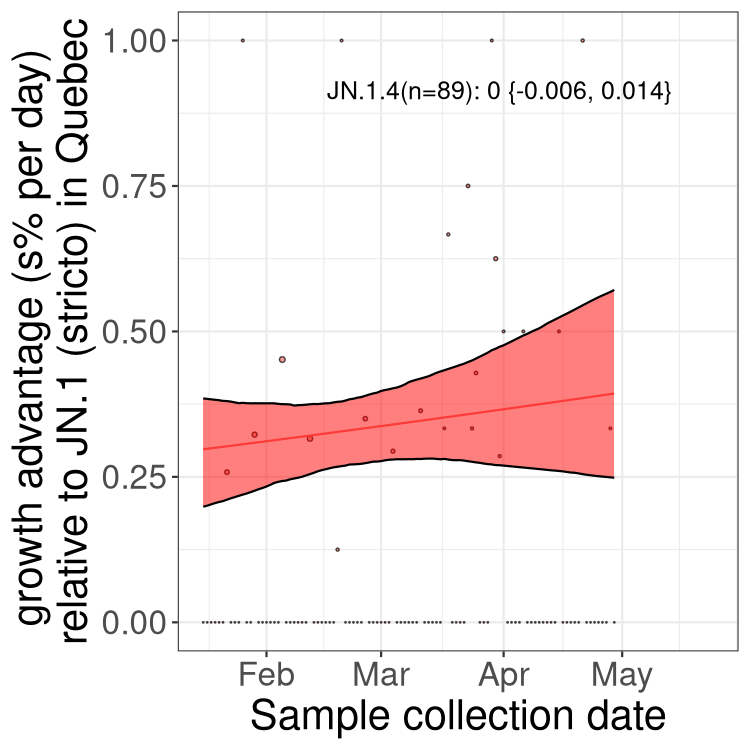 growth advantage (s% per day)
relative to JN.1 (stricto) in Quebec
1.00
0.75
0.50
0.25
0.00
JN.1.4(n=89): 0 {-0.006, 0.014}
Feb Mar Apr May
Sample collection date